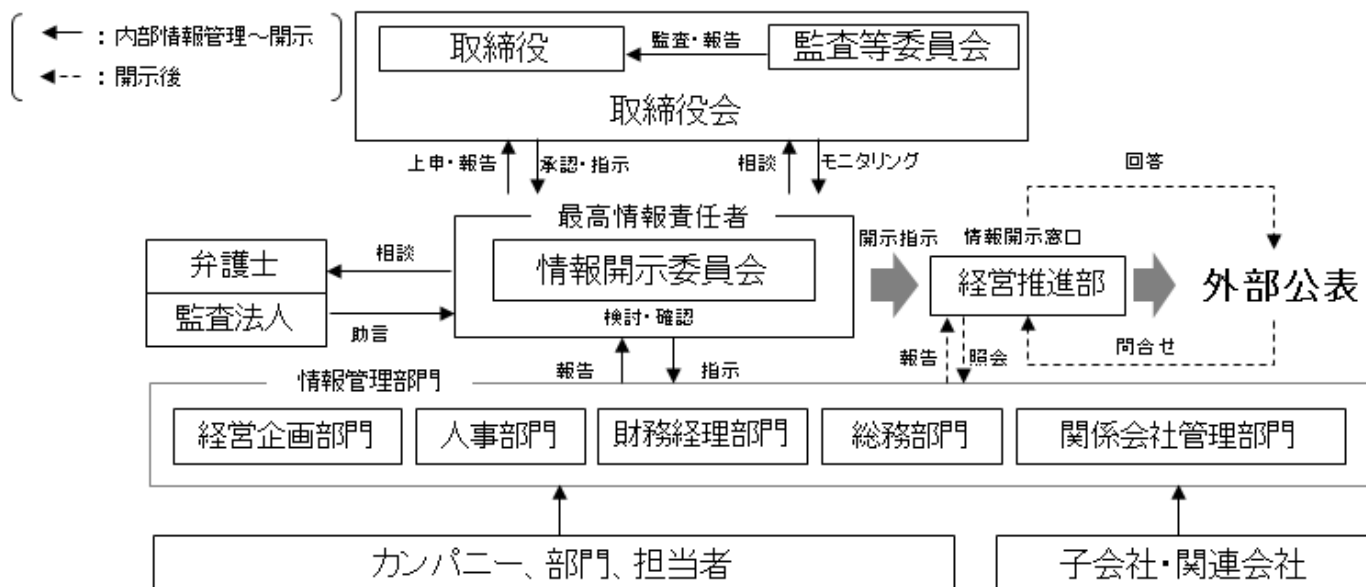 ：内部情報管理～開示
：開示後
取締役
監査・報告
監査等委員会
取締役会
上申・報告
承認・指示
相談
モニタリング
回答
最高情報責任者
開示指示
情報開示窓口
弁護士
相談
情報開示委員会
経営推進部
外部公表
監査法人
助言
検討・確認
報告
指示
報告
照会
問合せ
情報管理部門
経営企画部門
人事部門
財務経理部門
総務部門
関係会社管理部門
カンパニー、部門、担当者
子会社・関連会社